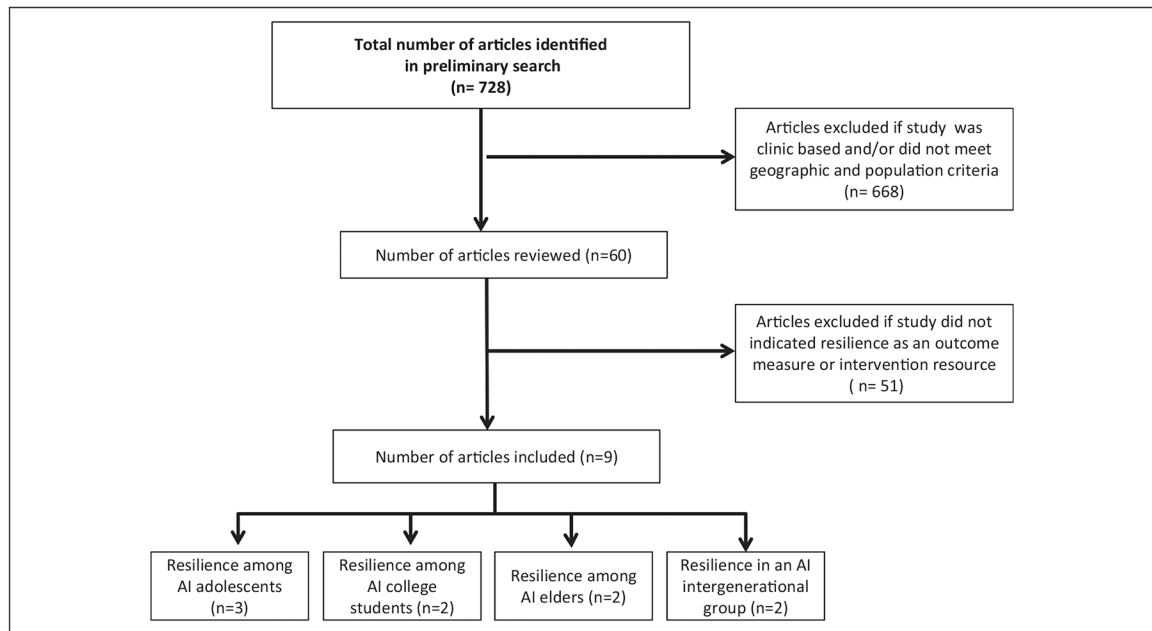 Total number of articles identified
in preliminary search
(n= 728)
Articles excluded if study was
clinic based and/or did not meet
geographic and population criteria
(n= 668)
Number of articles reviewed (n=60)
Articles excluded if study did not
indicated resilience as an outcome
measure or intervention resource
( n= 51)
Number of articles included (n=9)
Resilience among
AI adolescents
(n=3)
Resilience among
AI college
students (n=2)
Resilience among
AI elders (n=2)
Resilience in an AI
intergenerational
group (n=2)